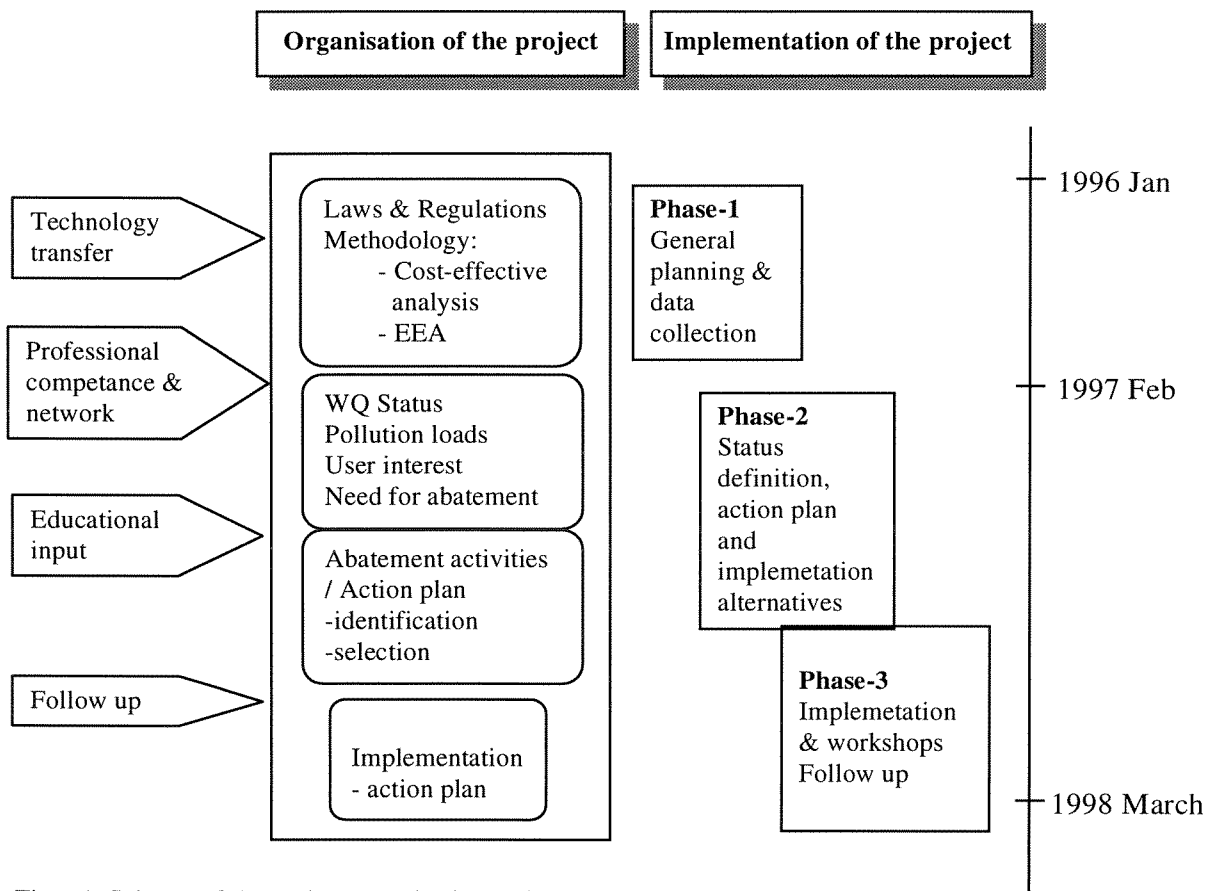 Organisation of the project
Implementation of the project
Technology
transfer
Professional
competance &
network
Educational
input
Follow up
Laws & Regulations
Methodology:
- Cost-effective
analysis
- EEA
WQ Status
Pollution loads
User interest
Need for abatement
Abatement activities
/ Action plan
-identification
-selection
Implementation
- action plan
Phase-1
General
planning &
data
collection
Phase-2
Status
definition,
action plan
and
implemetation
alternatives
Phase-3
Implemetation
& workshops
Follow up
1996 Jan
1997 Feb
1998 March